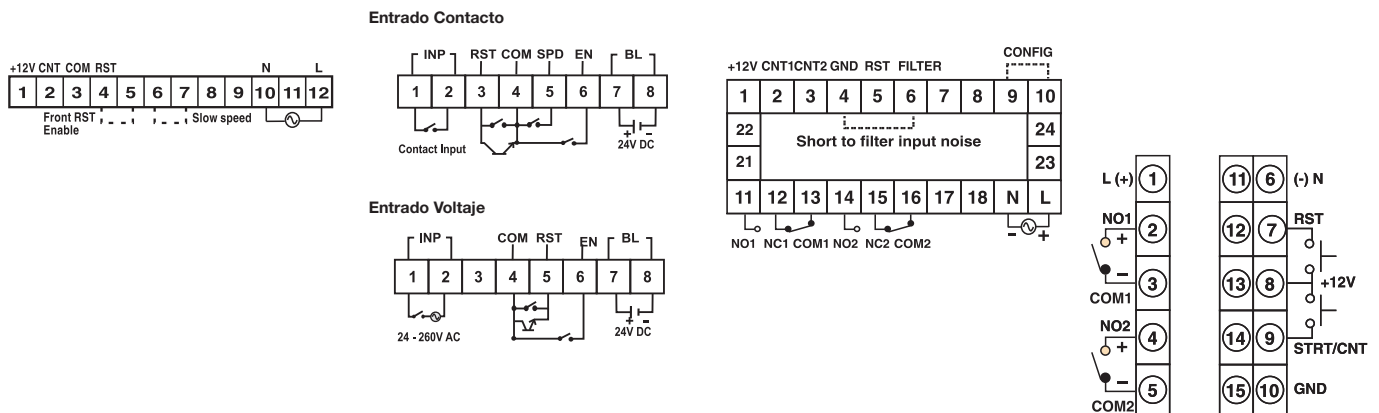 +12V CNT COM RST N L
1 2 3 4 5 6 7 8 9 10 11 12
Front RST Enable
Slow speed
Entrado Contacto
INP RST COM SPD EN BL
1 2 3 4 5 6 7 8
Contact Input
+ -
24V DC
Entrado Voltaje
INP COM RST EN BL
1 2 3 4 5 6 7 8
24 - 260V AC
+ -
24V DC
CONFIG
+12V CNT1 CNT2 GND RST FILTER
1 2 3 4 5 6 7 8 9 10
22 24
Short to filter input noise
21 23
11 12 13 14 15 16 17 18 N L
- +
NO1 NC1 COM1 NO2 NC2 COM2
L (+) 1
NO1 2
+
-
COM1 3
NO2 4
+
-
COM2 5
11 6 (-) N
12 7 RST
13 8 +12V
14 9 STRT/CNT
15 10 GND